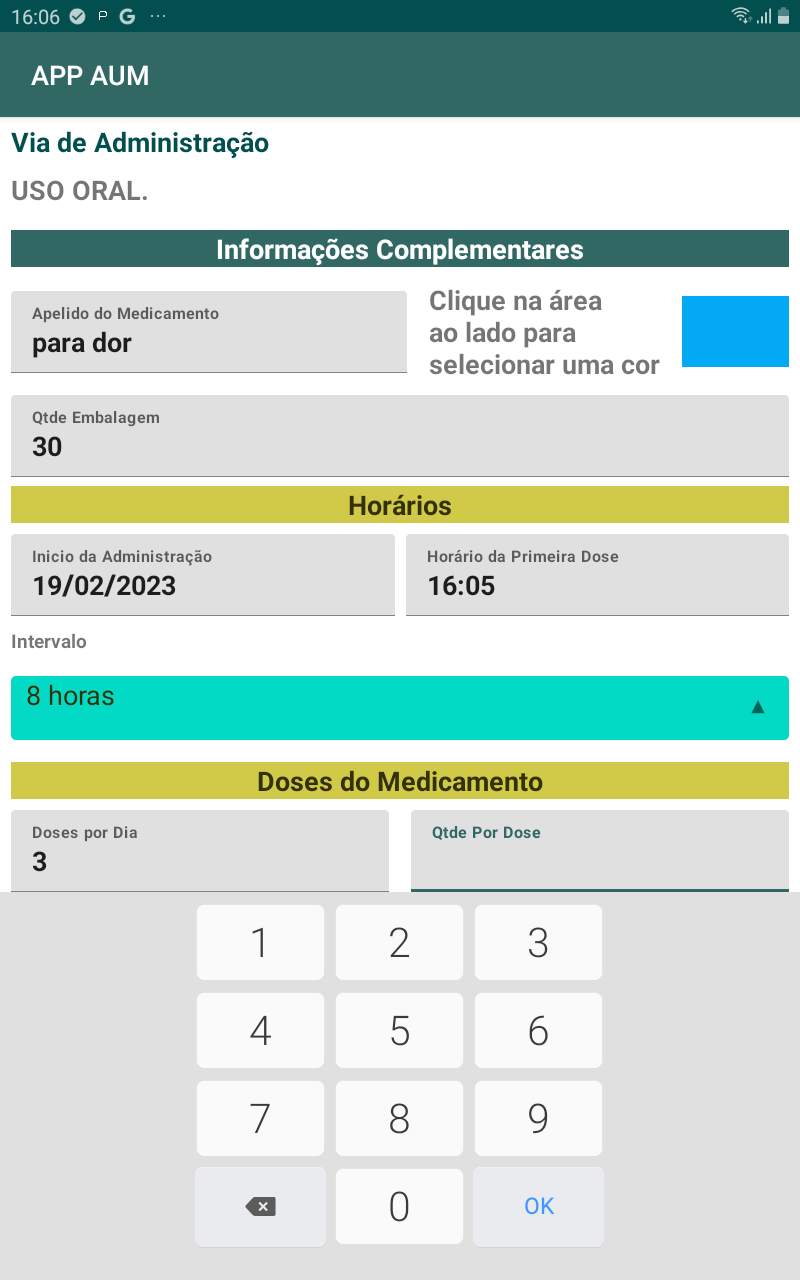 16:06
APP AUM
Via de Administração
USO ORAL.
Informações Complementares
Apelido do Medicamento
para dor
Clique na área
ao lado para
selecionar uma cor
Qtde Embalagem
30
Horários
Inicio da Administração
19/02/2023
Horário da Primeira Dose
16:05
Intervalo
8 horas
Doses do Medicamento
Doses por Dia
3
Qtde Por Dose
1 2 3
4 5 6
7 8 9
0 OK